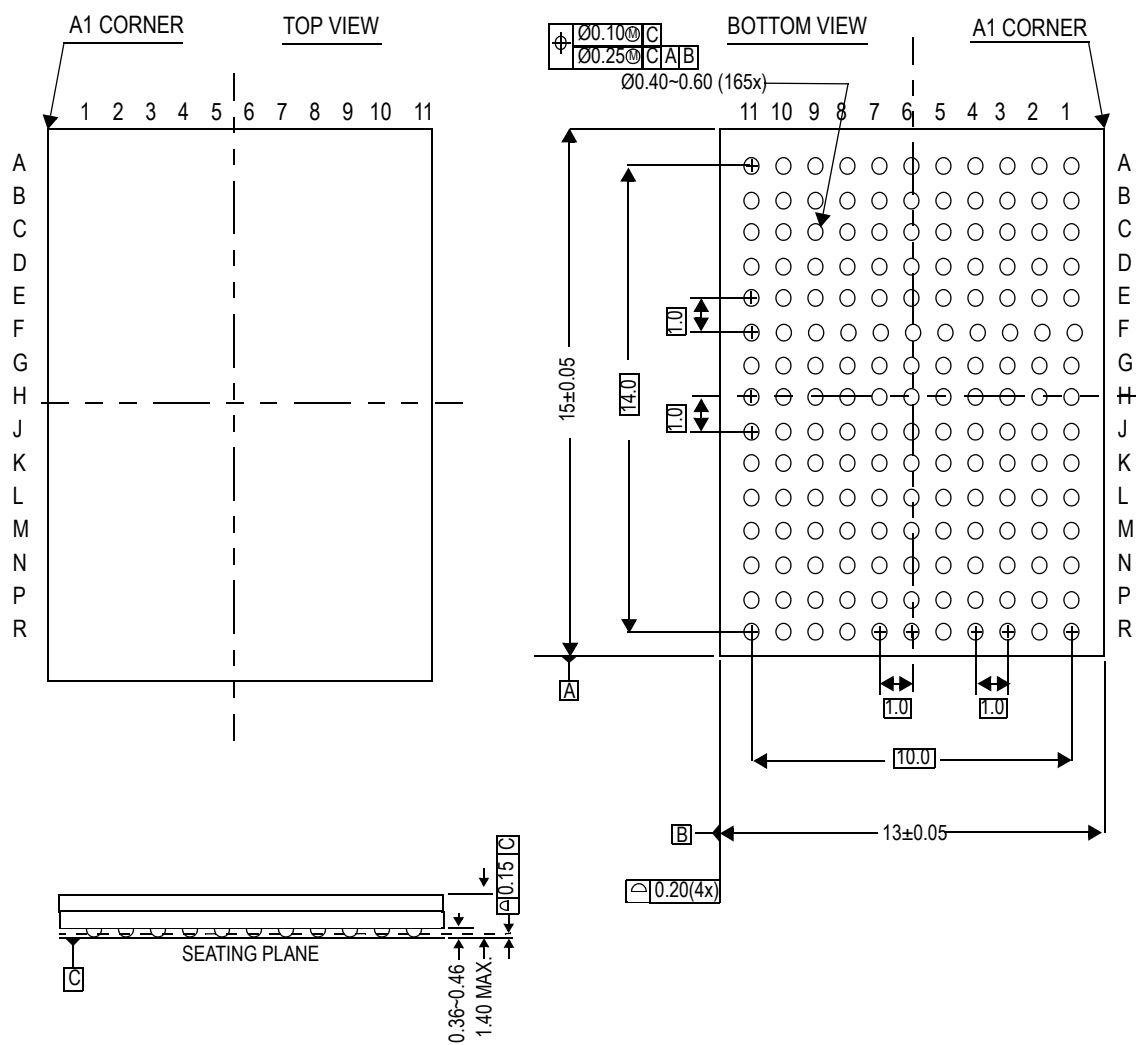 A1 CORNER
TOP VIEW
1 2 3 4 5 6 7 8 9 10 11
A
B
C
D
E
F
G
H
J
K
L
M
N
P
R
Ø0.10Ⓜ C
Ø0.25Ⓜ C A B
BOTTOM VIEW
A1 CORNER
Ø0.40~0.60 (165x)
11 10 9 8 7 6 5 4 3 2 1
A
B
C
D
E
F
G
H
J
K
L
M
N
P
R
15±0.05
14.0
1.0
1.0
A
1.0
1.0
10.0
B
13±0.05
0.20(4x)
0.15 C
SEATING PLANE
C
0.36~0.46
1.40 MAX.